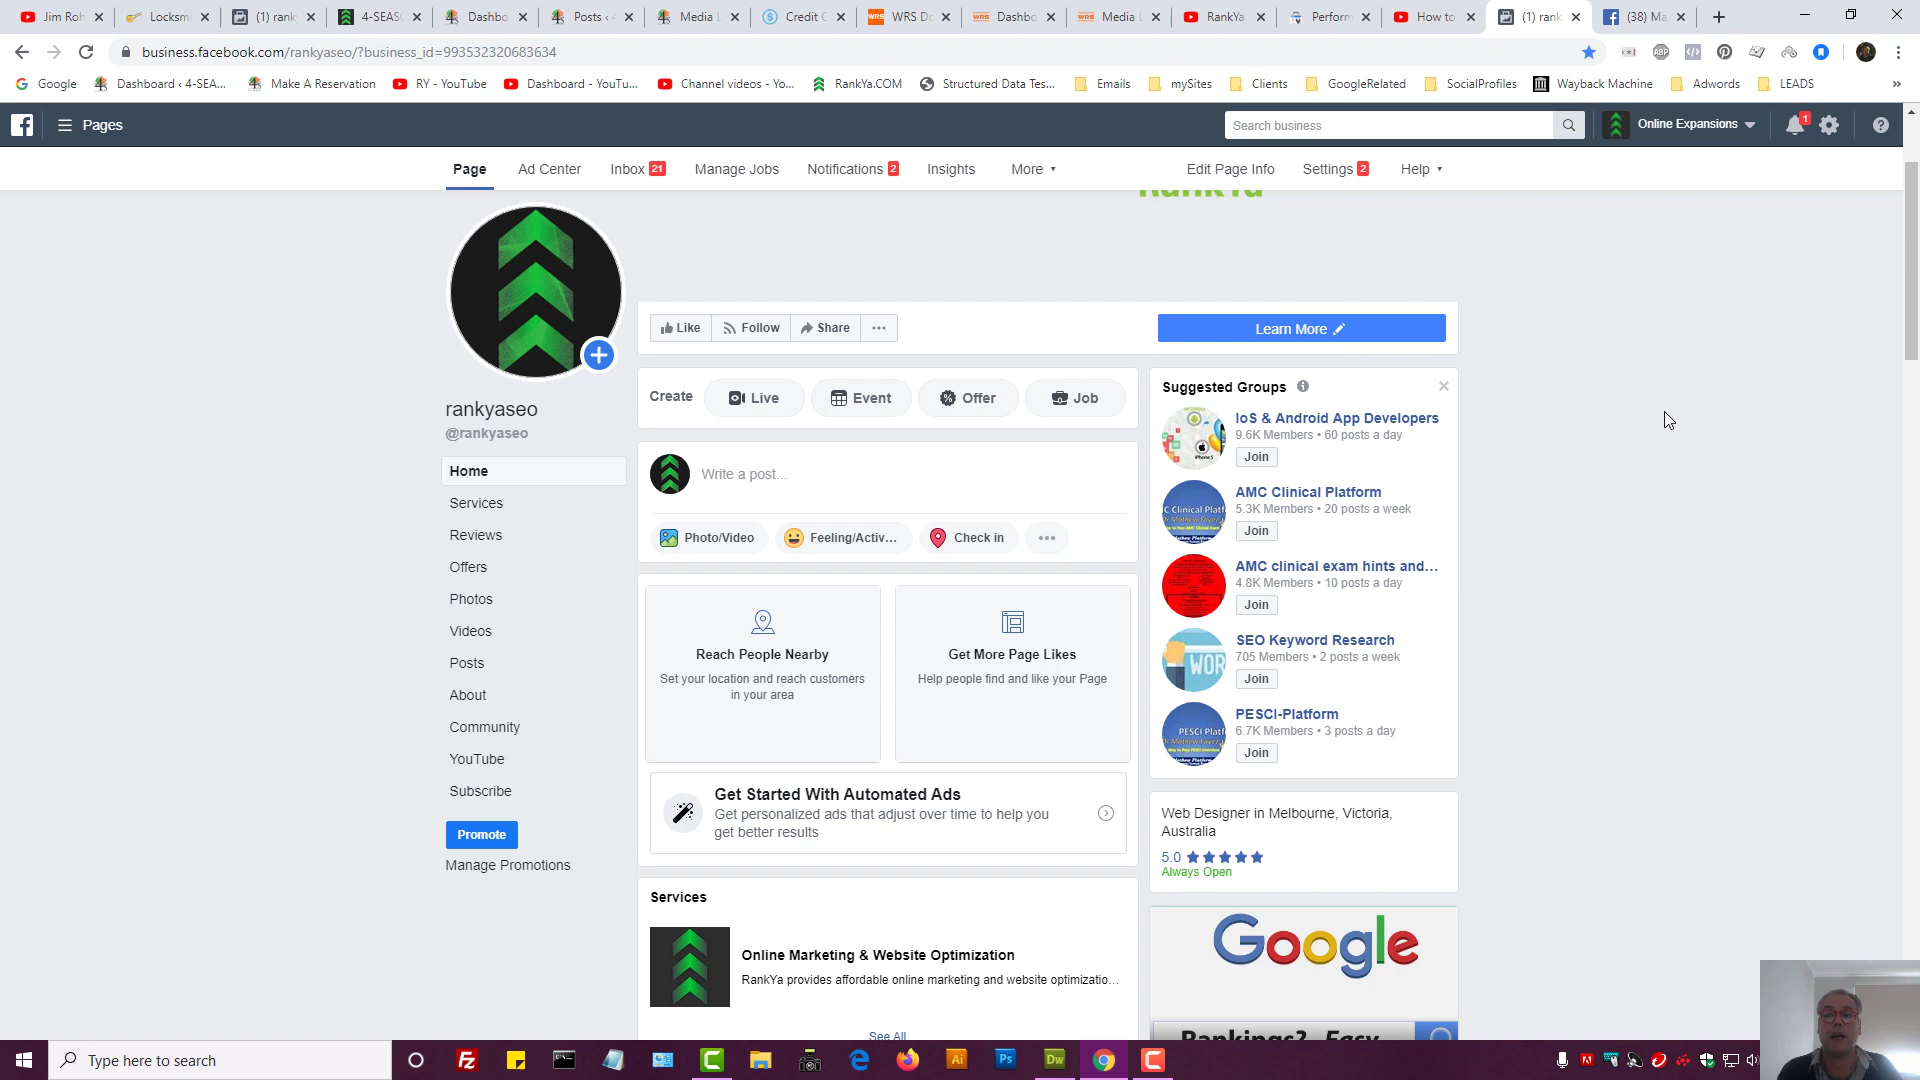 Jim Roh
Locksmi
(1) rank
4-SEASO
Dashbo
Posts ‹
Media L
Credit C
WRS Do
Dashbo
Media L
RankYa
Perform
How to
(1) rank
(38) Ma
business.facebook.com/rankyaseo/?business_id=993532320683634
Google
Dashboard ‹ 4-SEA...
Make A Reservation
RY - YouTube
Dashboard - YouTu...
Channel videos - Yo...
RankYa.COM
Structured Data Tes...
Emails
mySites
Clients
GoogleRelated
SocialProfiles
Wayback Machine
Adwords
LEADS
Pages
Search business
Online Expansions
1
Page
Ad Center
Inbox 21
Manage Jobs
Notifications 2
Insights
More
Edit Page Info
Settings 2
Help
RankYa
Like
Follow
Share
Learn More
Create
Live
Event
Offer
Job
Suggested Groups
IoS & Android App Developers
9.6K Members • 60 posts a day
Join
AMC Clinical Platform
5.3K Members • 20 posts a week
Join
AMC clinical exam hints and...
4.8K Members • 10 posts a day
Join
SEO Keyword Research
705 Members • 2 posts a week
Join
PESCI-Platform
6.7K Members • 3 posts a day
Join
rankyaseo
@rankyaseo
Home
Services
Reviews
Offers
Photos
Videos
Posts
About
Community
YouTube
Subscribe
Promote
Manage Promotions
Write a post...
Photo/Video
Feeling/Activ...
Check in
Reach People Nearby
Set your location and reach customers
in your area
Get More Page Likes
Help people find and like your Page
Get Started With Automated Ads
Get personalized ads that adjust over time to help you
get better results
Web Designer in Melbourne, Victoria,
Australia
5.0
Always Open
Services
Online Marketing & Website Optimization
RankYa provides affordable online marketing and website optimizatio...
See All
Google
Rankings? Easy
Type here to search